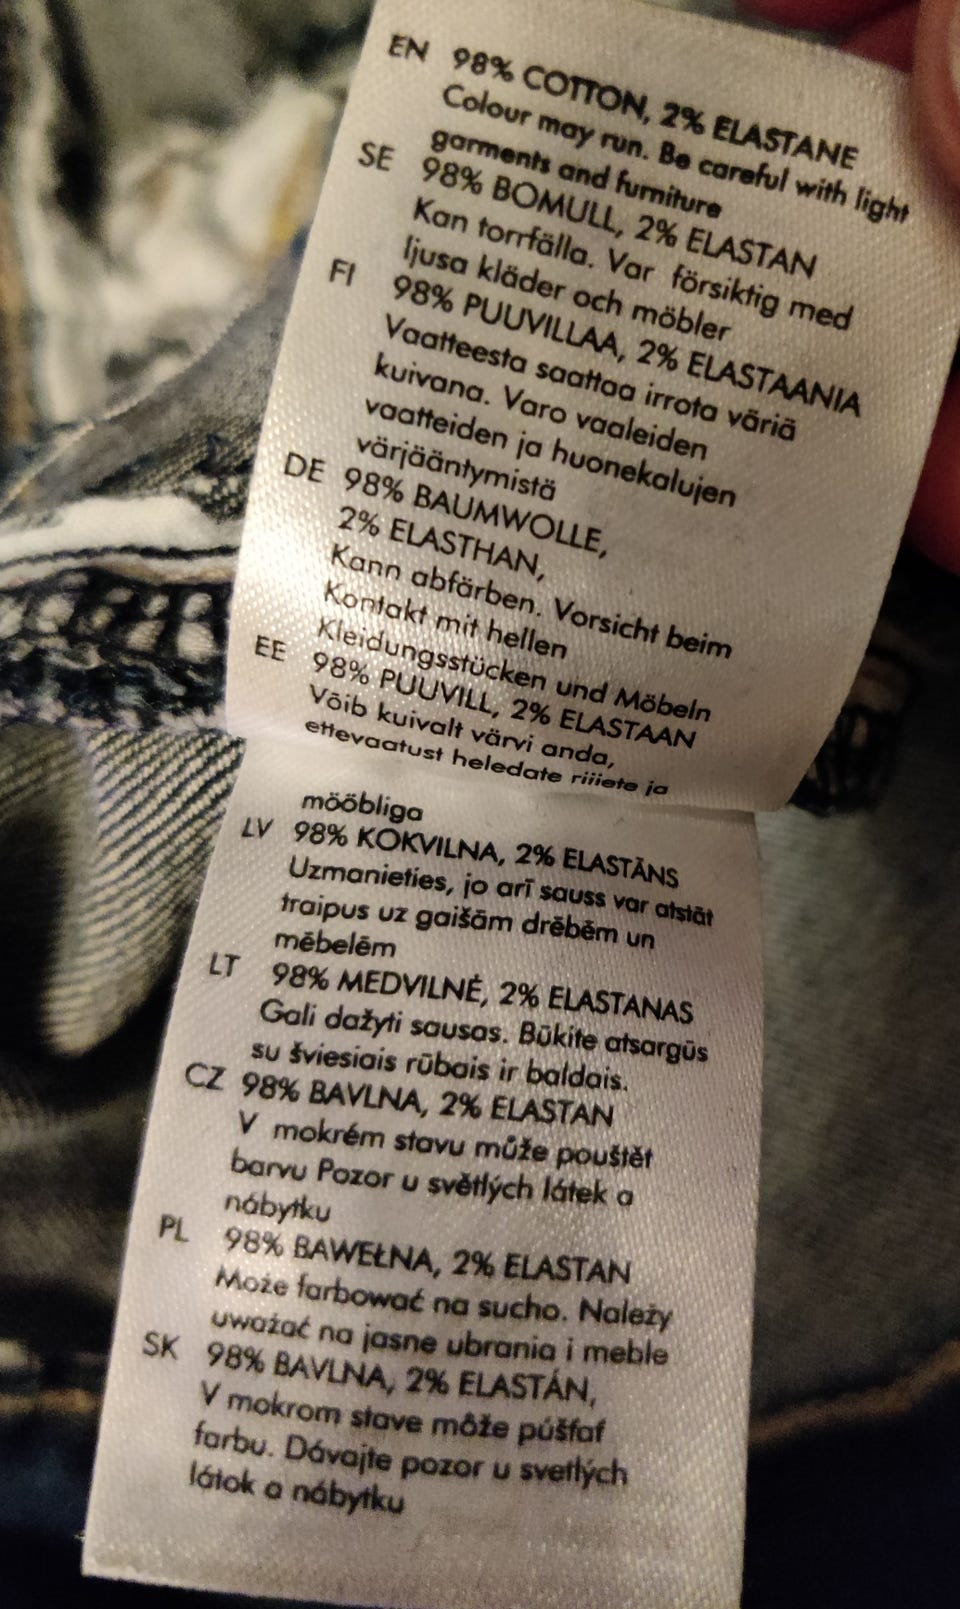 EN 98% COTTON, 2% ELASTANE
Colour may run. Be careful with light
garments and furniture
SE 98% BOMULL, 2% ELASTAN
Kan torrfälla. Var försiktig med
ljusa kläder och möbler
FI 98% PUUVILLAA, 2% ELASTAANIA
Vaatteesta saattaa irrota väriä
kuivana. Varo vaaleiden
vaatteiden ja huonekalujen
värjääntymistä
DE 98% BAUMWOLLE,
2% ELASTHAN,
Kann abfärben. Vorsicht beim
Kontakt mit hellen
Kleidungsstücken und Möbeln
EE 98% PUUVILL, 2% ELASTAAN
Võib kuivalt värvi anda,
ettevaatust heledate riiiete ja
mööbliga
LV 98% KOKVILNA, 2% ELASTĀNS
Uzmanieties, jo arī sauss var atstāt
traipus uz gaišām drēbēm un
mēbelēm
LT 98% MEDVILNĖ, 2% ELASTANAS
Gali dažyti sausas. Būkite atsargūs
su šviesiais rūbais ir baldais.
CZ 98% BAVLNA, 2% ELASTAN
V mokrém stavu může pouštět
barvu Pozor u světlých látek a
nábytku
PL 98% BAWEŁNA, 2% ELASTAN
Może farbować na sucho. Należy
uważać na jasne ubrania i meble
SK 98% BAVLNA, 2% ELASTÁN,
V mokrom stave môže púšťať
farbu. Dávajte pozor u svetlých
látok a nábytku